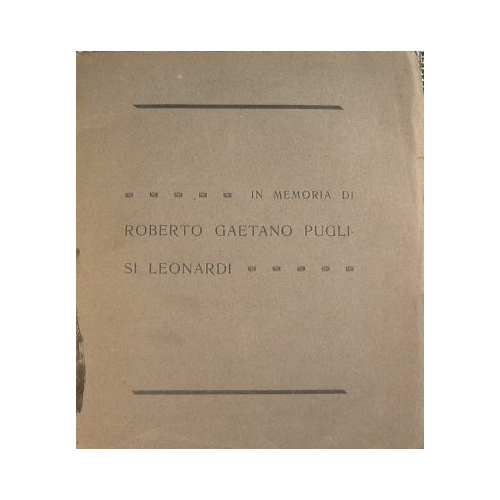 IN MEMORIA DI
ROBERTO GAETANO PUGLI-
SI LEONARDI